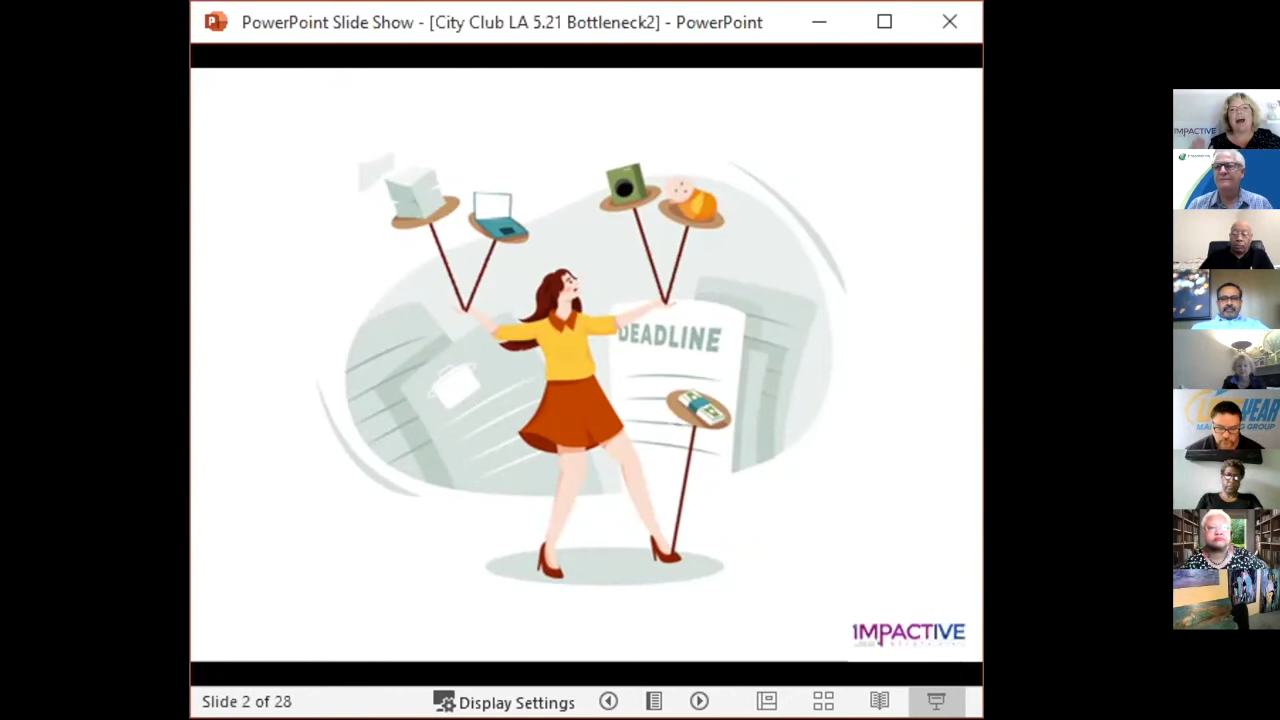 PowerPoint Slide Show - [City Club LA 5.21 Bottleneck2] - PowerPoint
DEADLINE
IMPACTIVE
Slide 2 of 28
Display Settings
IMPACTIVE